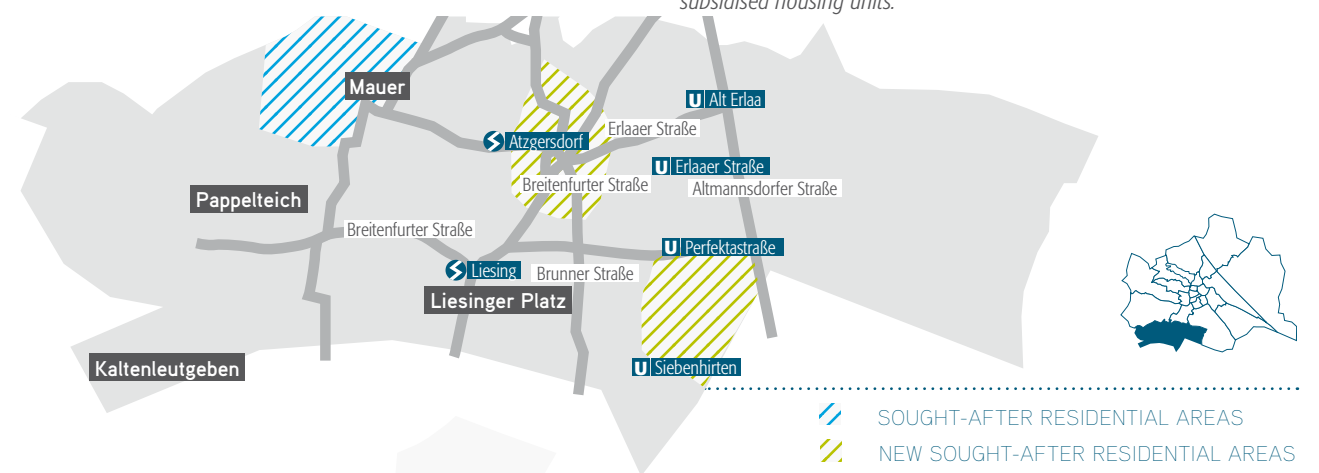 subsidised housing units.
Mauer
U Alt Erlaa
Erlaaer Straße
S Atzgersdorf
U Erlaaer Straße
Breitenfurter Straße
Altmannsdorfer Straße
Pappelteich
Breitenfurter Straße
U Perfektastraße
S Liesing
Brunner Straße
Liesinger Platz
Kaltenleutgeben
U Siebenhirten
SOUGHT-AFTER RESIDENTIAL AREAS
NEW SOUGHT-AFTER RESIDENTIAL AREAS